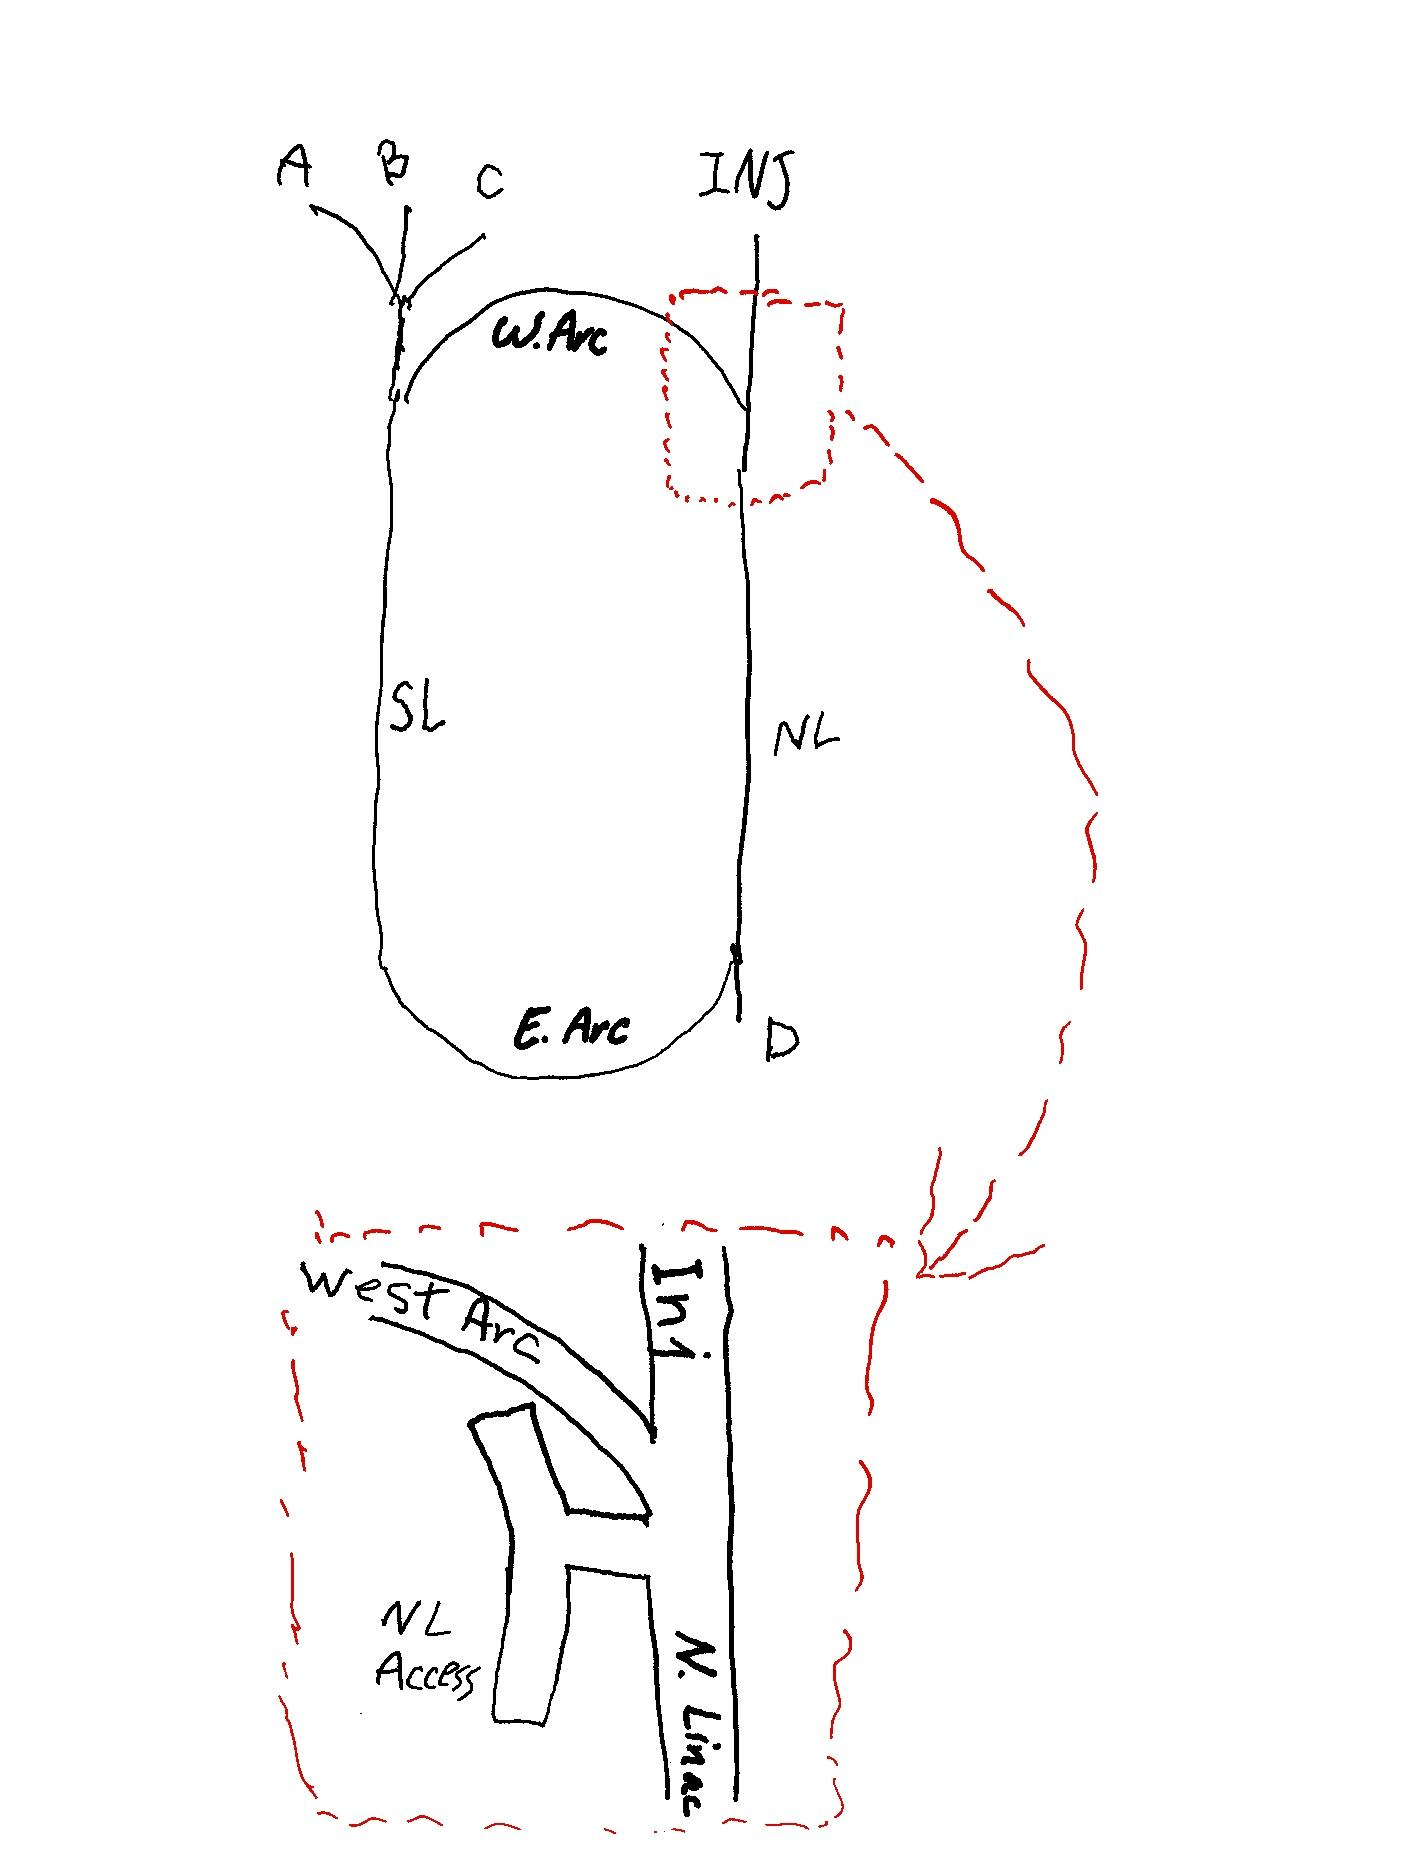 A
B
C
INJ
W. Arc
SL
NL
E. Arc
D
West Arc
Inj
NL
Access
N. Linac